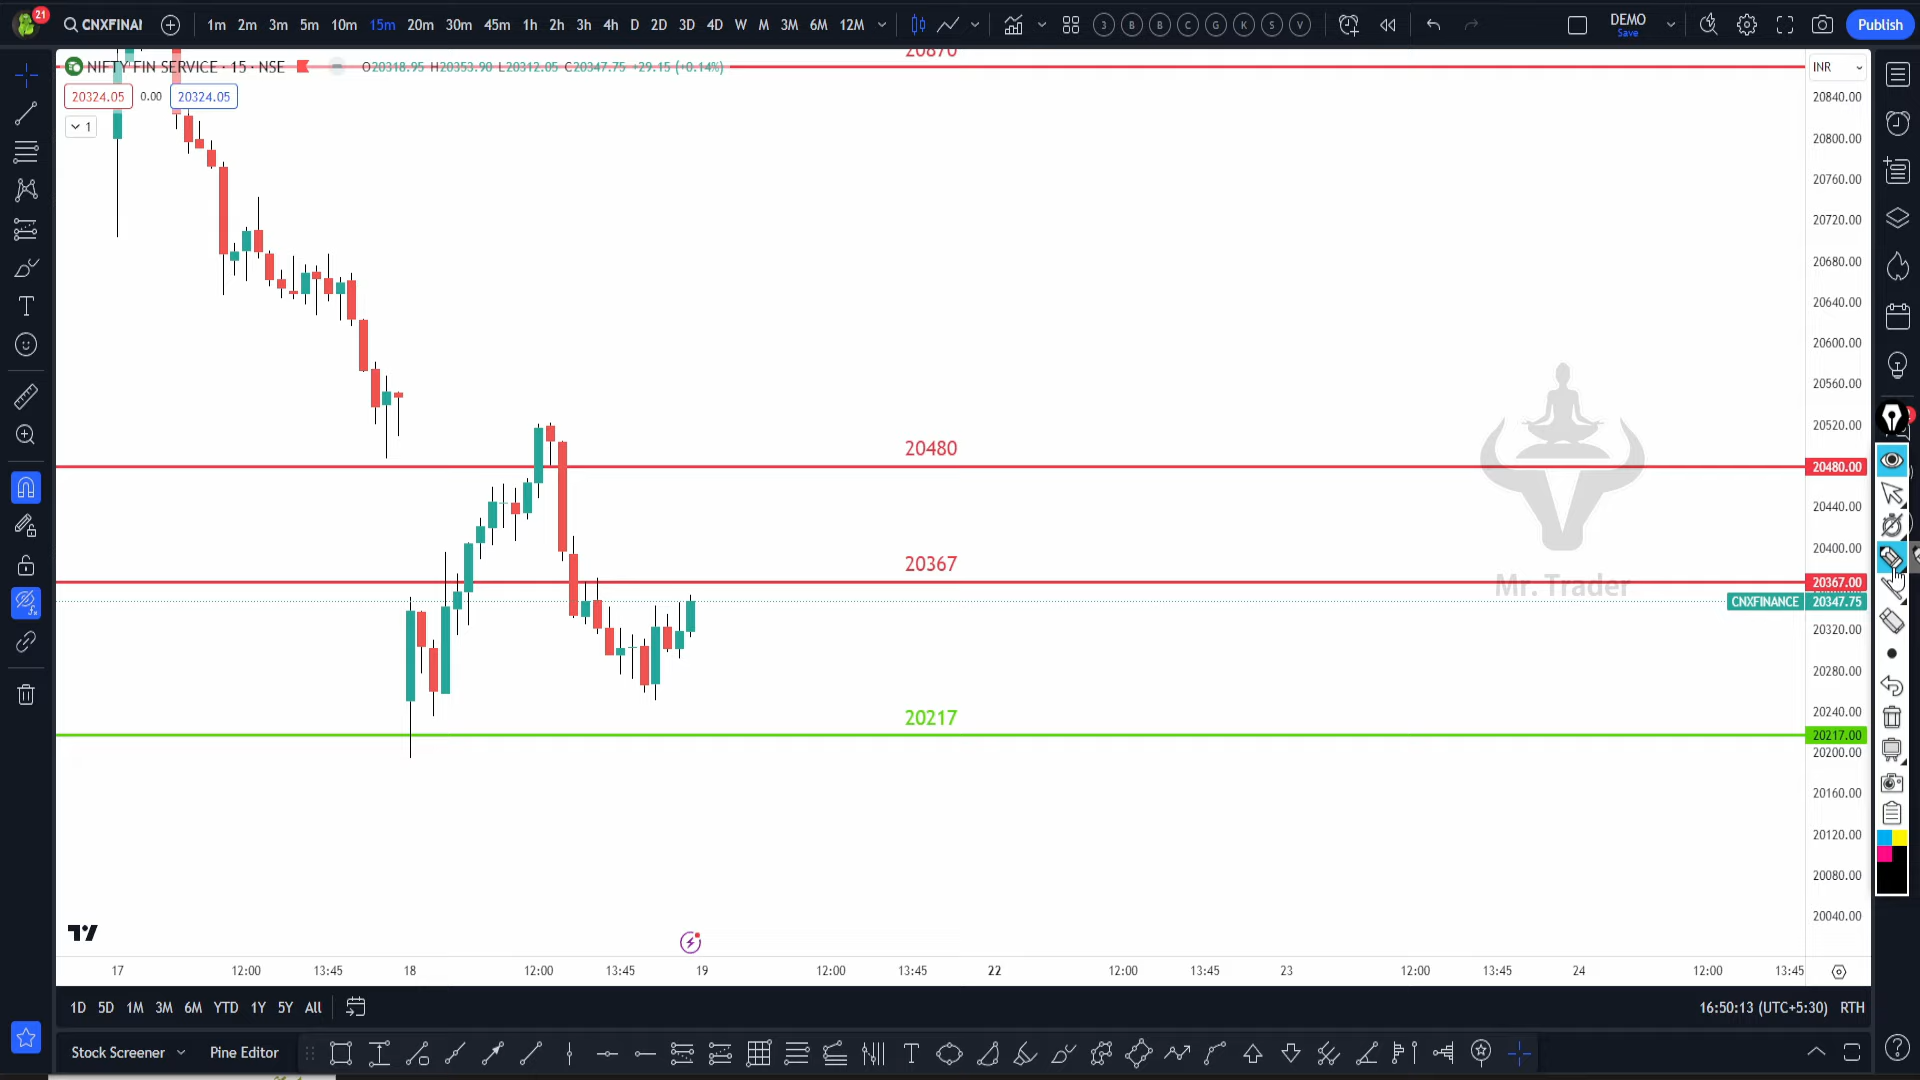 21
CNXFINAI
1m 2m 3m 5m 10m 15m 20m 30m 45m 1h 2h 3h 4h D 2D 3D 4D W M 3M 6M 12M
J B B C G K S V
DEMO
Save
Publish
20870
NIFTY FIN SERVICE · 15 · NSE
O20318.95 H20353.90 L20312.05 C20347.75 +29.15 (+0.14%)
INR
20324.05 0.00 20324.05
1
20840.00
20800.00
20760.00
20720.00
20680.00
20640.00
20600.00
20560.00
20520.00
20480
20480.00
20440.00
20400.00
20367
20367.00
Mr. Trader
CNXFINANCE 20347.75
20320.00
20280.00
20240.00
20217
20217.00
20200.00
20160.00
20120.00
20080.00
20040.00
17 12:00 13:45 18 12:00 13:45 19 12:00 13:45 22 12:00 13:45 23 12:00 13:45 24 12:00 13:45
1D 5D 1M 3M 6M YTD 1Y 5Y All
16:50:13 (UTC+5:30) RTH
Stock Screener Pine Editor